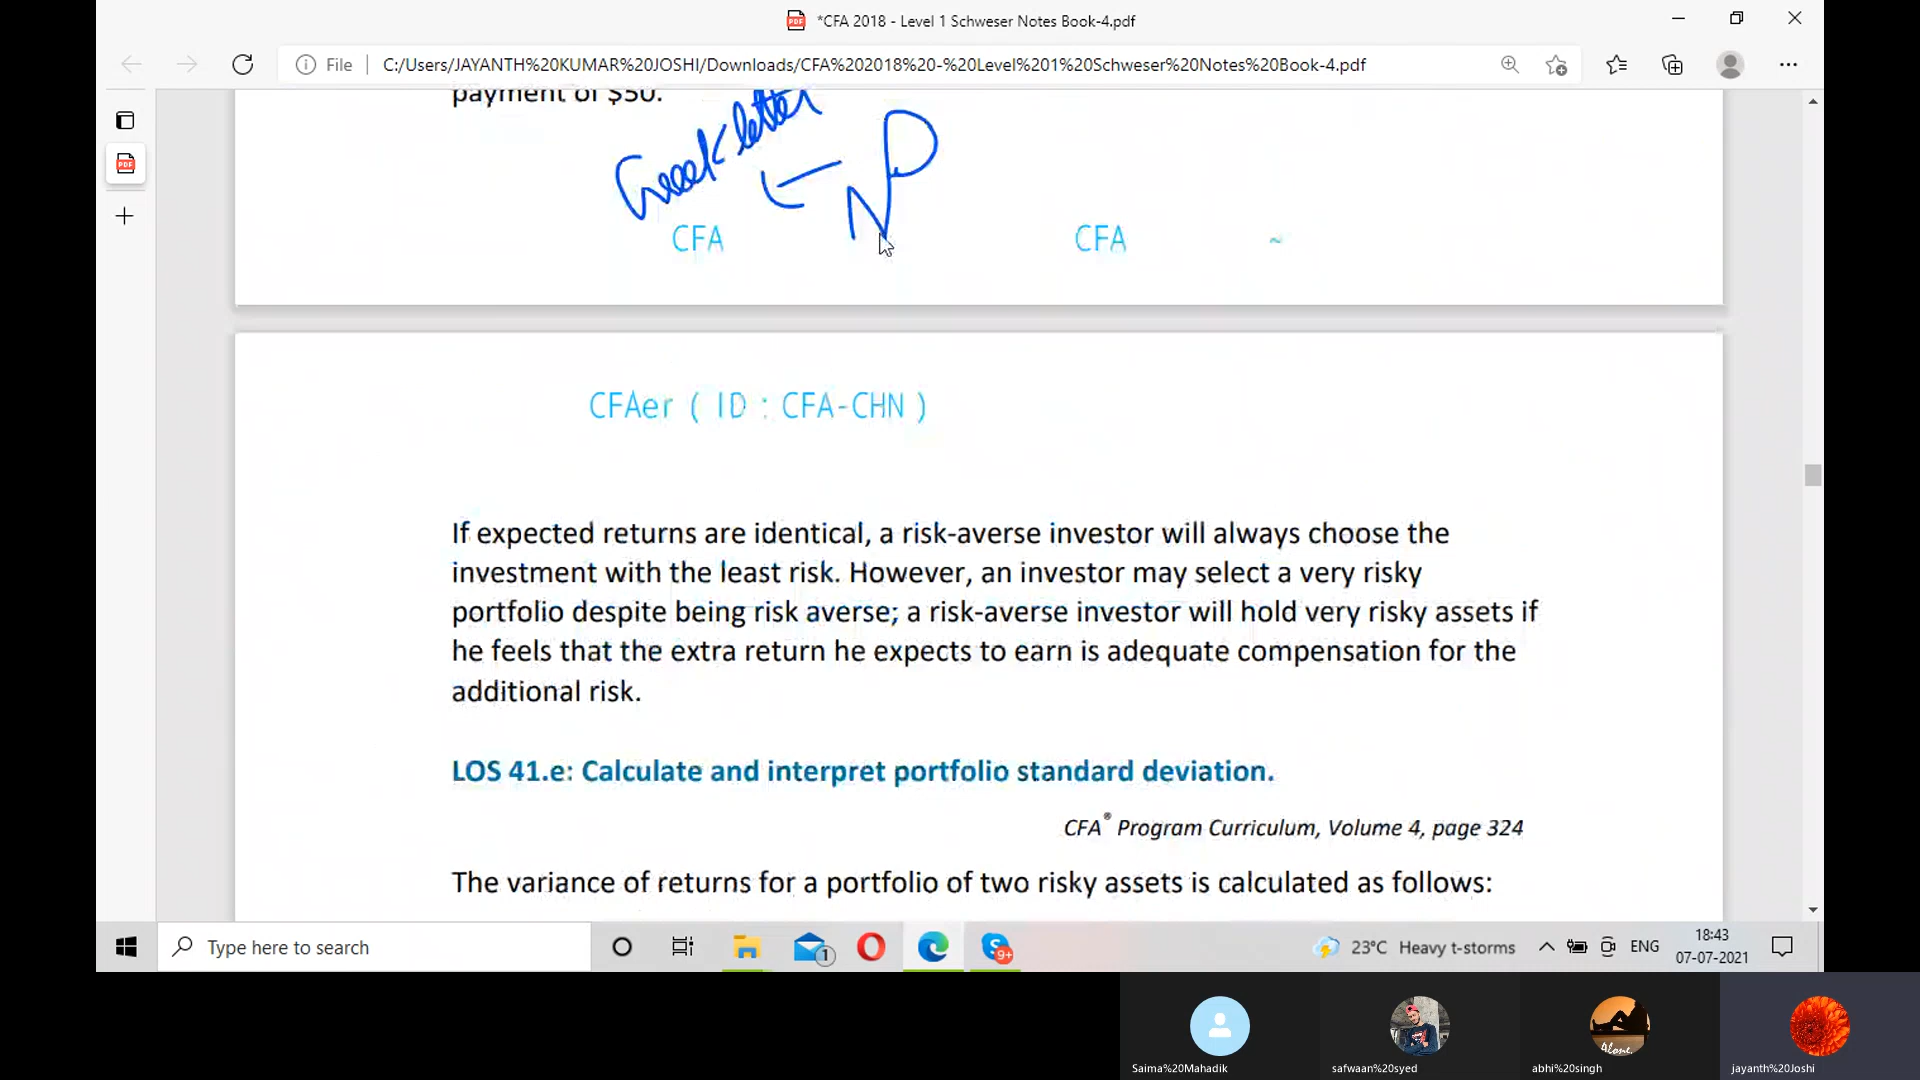 *CFA 2018 - Level 1 Schweser Notes Book-4.pdf
File C:/Users/JAYANTH%20KUMAR%20JOSHI/Downloads/CFA%202018%20-%20Level%201%20Schweser%20Notes%20Book-4.pdf
payment of $50.
Greek letter
CFA CFA ~
CFAer ( ID : CFA-CHN )
If expected returns are identical, a risk-averse investor will always choose the
investment with the least risk. However, an investor may select a very risky
portfolio despite being risk averse; a risk-averse investor will hold very risky assets if
he feels that the extra return he expects to earn is adequate compensation for the
additional risk.
LOS 41.e: Calculate and interpret portfolio standard deviation.
CFA® Program Curriculum, Volume 4, page 324
The variance of returns for a portfolio of two risky assets is calculated as follows:
Type here to search
1
9+
23°C Heavy t-storms
ENG
18:43
07-07-2021
Alone.
Saima%20Mahadik safwaan%20syed abhi%20singh jayanth%20Joshi